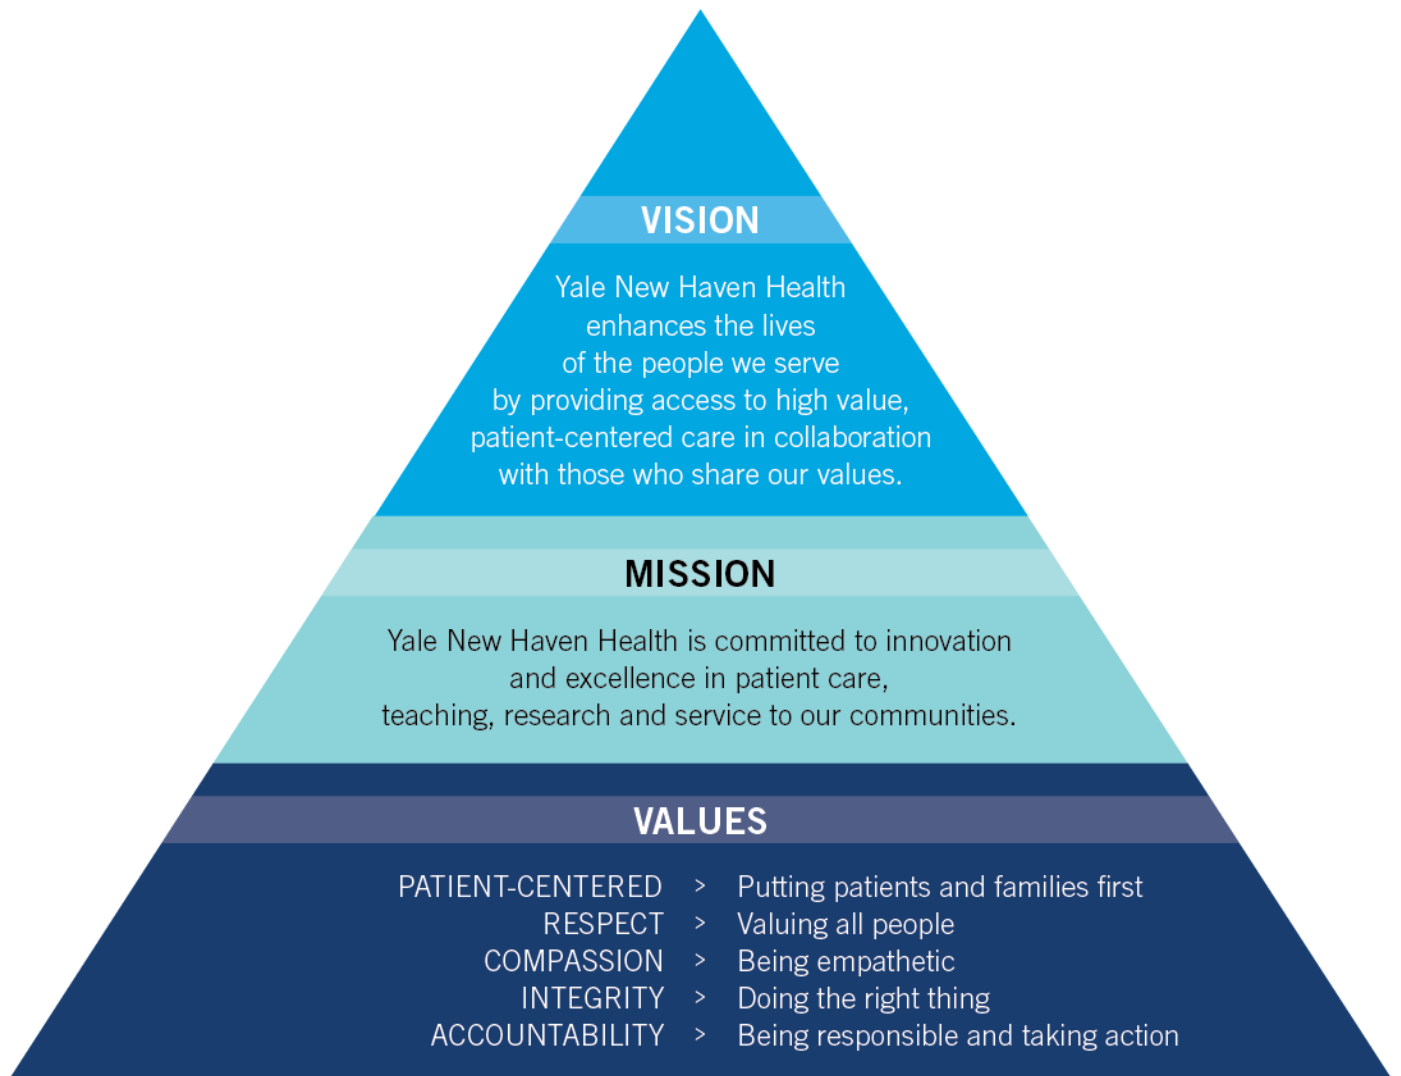 VISION
Yale New Haven Health
enhances the lives
of the people we serve
by providing access to high value,
patient-centered care in collaboration
with those who share our values.
MISSION
Yale New Haven Health is committed to innovation
and excellence in patient care,
teaching, research and service to our communities.
VALUES
PATIENT-CENTERED > Putting patients and families first
RESPECT > Valuing all people
COMPASSION > Being empathetic
INTEGRITY > Doing the right thing
ACCOUNTABILITY > Being responsible and taking action